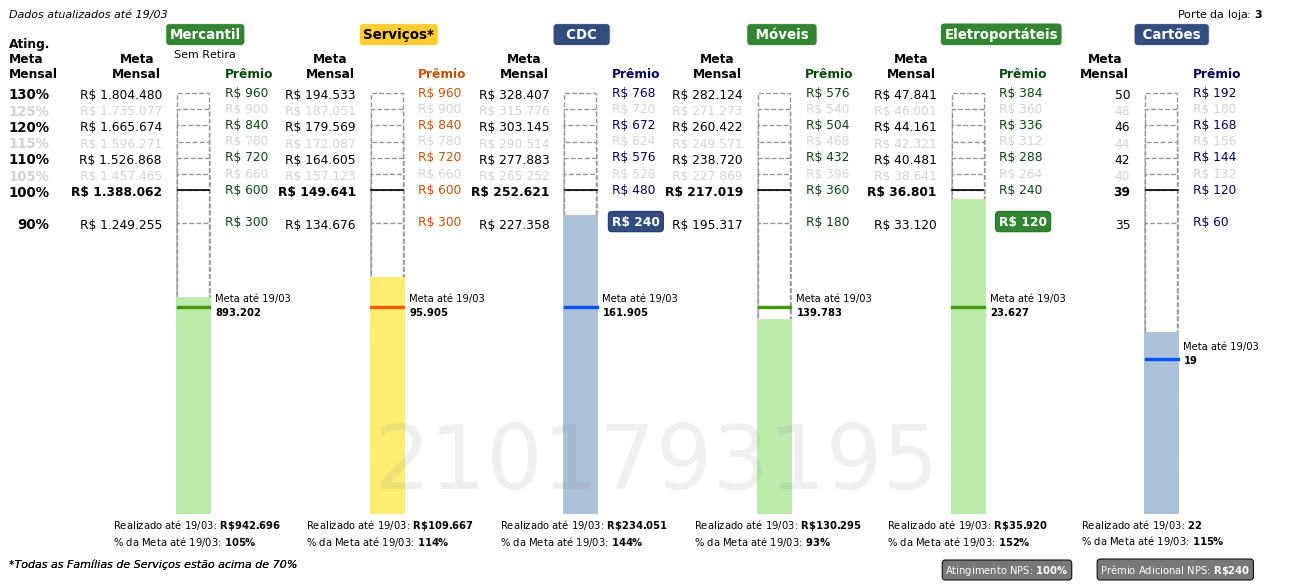 Dados atualizados até 19/03 Porte da loja: 3
Mercantil Serviços* CDC Móveis Eletroportáteis Cartões
Sem Retira
Ating. Meta Mensal Meta Mensal Prêmio Meta Mensal Prêmio Meta Mensal Prêmio Meta Mensal Prêmio Meta Mensal Prêmio Meta Mensal Prêmio
130% R$ 1.804.480 R$ 960 R$ 194.533 R$ 960 R$ 328.407 R$ 768 R$ 282.124 R$ 576 R$ 47.841 R$ 384 50 R$ 192
125% R$ 1.735.077 R$ 900 R$ 187.051 R$ 900 R$ 315.776 R$ 720 R$ 271.273 R$ 540 R$ 46.001 R$ 360 48 R$ 180
120% R$ 1.665.674 R$ 840 R$ 179.569 R$ 840 R$ 303.145 R$ 672 R$ 260.422 R$ 504 R$ 44.161 R$ 336 46 R$ 168
115% R$ 1.596.271 R$ 780 R$ 172.087 R$ 780 R$ 290.514 R$ 624 R$ 249.571 R$ 468 R$ 42.321 R$ 312 44 R$ 156
110% R$ 1.526.868 R$ 720 R$ 164.605 R$ 720 R$ 277.883 R$ 576 R$ 238.720 R$ 432 R$ 40.481 R$ 288 42 R$ 144
105% R$ 1.457.465 R$ 660 R$ 157.123 R$ 660 R$ 265.252 R$ 528 R$ 227.869 R$ 396 R$ 38.641 R$ 264 40 R$ 132
100% R$ 1.388.062 R$ 600 R$ 149.641 R$ 600 R$ 252.621 R$ 480 R$ 217.019 R$ 360 R$ 36.801 R$ 240 39 R$ 120
90% R$ 1.249.255 R$ 300 R$ 134.676 R$ 300 R$ 227.358 R$ 240 R$ 195.317 R$ 180 R$ 33.120 R$ 120 35 R$ 60
Meta até 19/03 Meta até 19/03 Meta até 19/03 Meta até 19/03 Meta até 19/03
893.202 95.905 161.905 139.783 23.627
Meta até 19/03
19
2101793195
Realizado até 19/03: R$942.696 Realizado até 19/03: R$109.667 Realizado até 19/03: R$234.051 Realizado até 19/03: R$130.295 Realizado até 19/03: R$35.920 Realizado até 19/03: 22
% da Meta até 19/03: 105% % da Meta até 19/03: 114% % da Meta até 19/03: 144% % da Meta até 19/03: 93% % da Meta até 19/03: 152% % da Meta até 19/03: 115%
*Todas as Famílias de Serviços estão acima de 70% Atingimento NPS: 100% Prêmio Adicional NPS: R$240